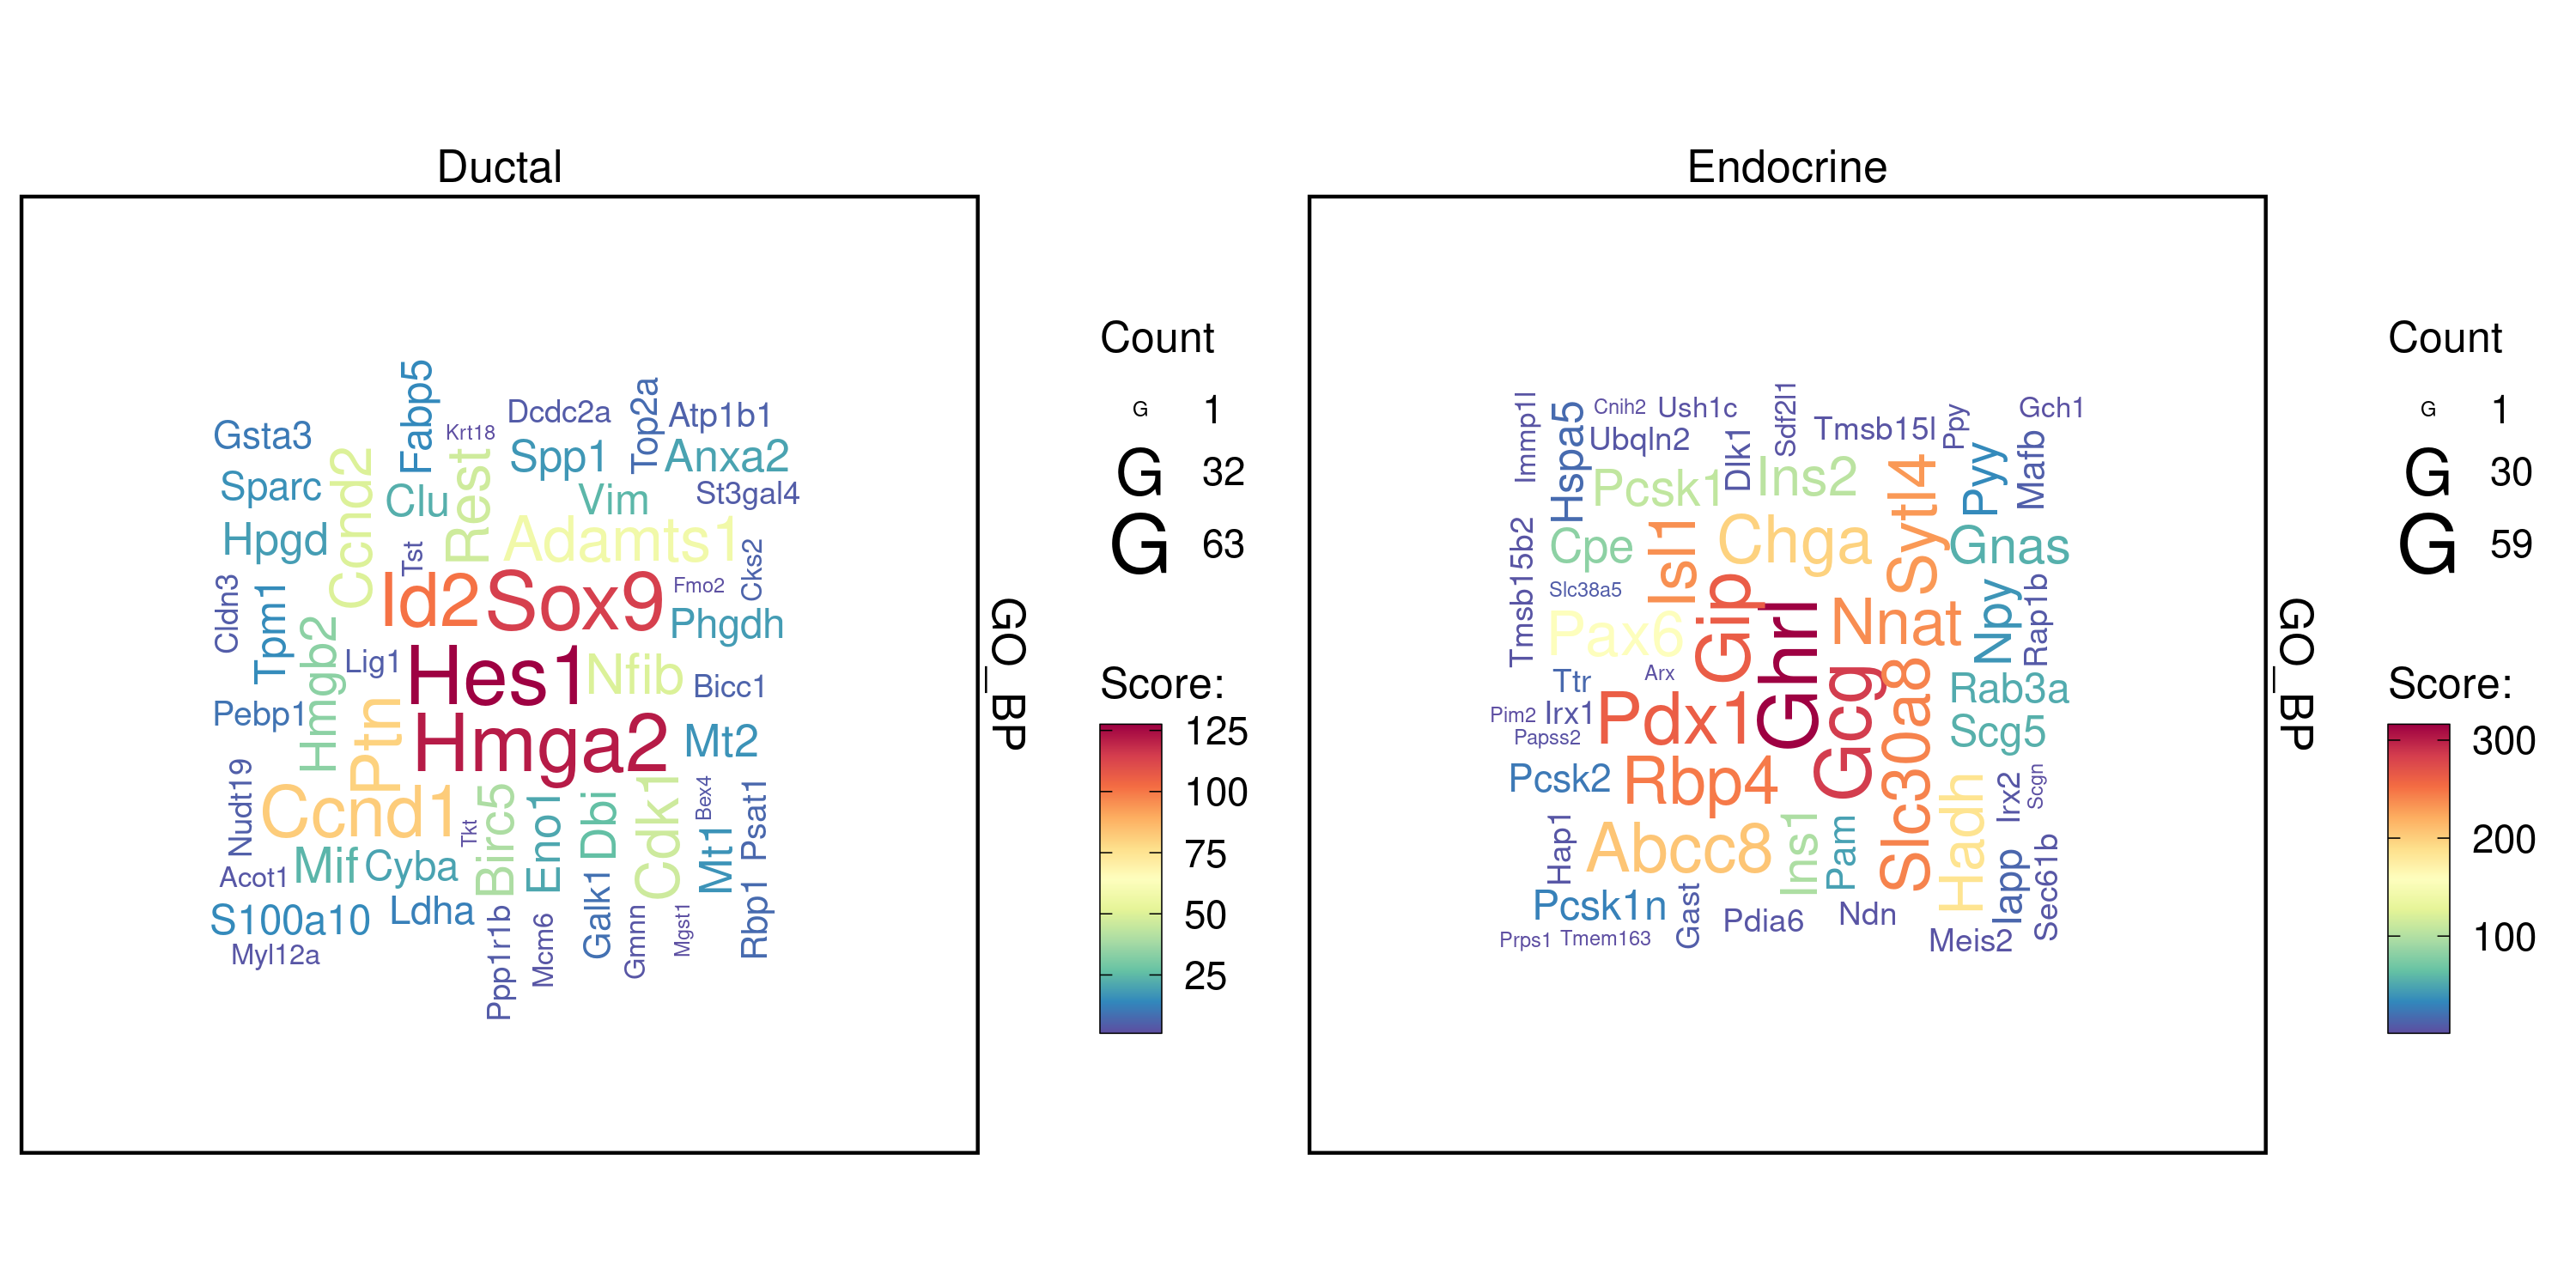 Ductal
Fabp5
Dcdc2a
Top2a
Atp1b1
Gsta3
Krt18
Spp1
Anxa2
Sparc
Ccnd2
Clu
Rest
Vim
St3gal4
Hpgd
Tst
Adamts1
Cks2
Cldn3
Tpm1
Id2
Sox9
Fmo2
Phgdh
Hmgb2
Lig1
Hes1
Nfib
Bicc1
Pebp1
Ptn
Hmga2
Mt2
Nudt19
Ccnd1
Tkt
Birc5
Eno1
Dbi
Cdk1
Bex4
Mt1
Psat1
Acot1
Mif
Cyba
S100a10
Ldha
Galk1
Rbp1
Myl12a
Ppp1r1b
Mcm6
Gmnn
Mgst1
GO_BP
Count
G 1
G 32
G 63
Score:
125
100
75
50
25
Endocrine
Immp1l
Hspa5
Cnih2
Ush1c
Sdf2l1
Tmsb15l
Ppy
Gch1
Ubqln2
Dlk1
Pcsk1
Ins2
Sytl4
Pyy
Mafb
Tmsb15b2
Cpe
Isl1
Chga
Gnas
Slc38a5
Pax6
Gip
Ghrl
Nnat
Npy
Rap1b
Ttr
Arx
Pim2
Irx1
Papss2
Pdx1
Gcg
Slc30a8
Rab3a
Scg5
Pcsk2
Rbp4
Hadh
Irx2
Scgn
Hap1
Abcc8
Ins1
Pam
Iapp
Sec61b
Pcsk1n
Gast
Pdia6
Ndn
Prps1
Tmem163
Meis2
GO_BP
Count
G 1
G 30
G 59
Score:
300
200
100